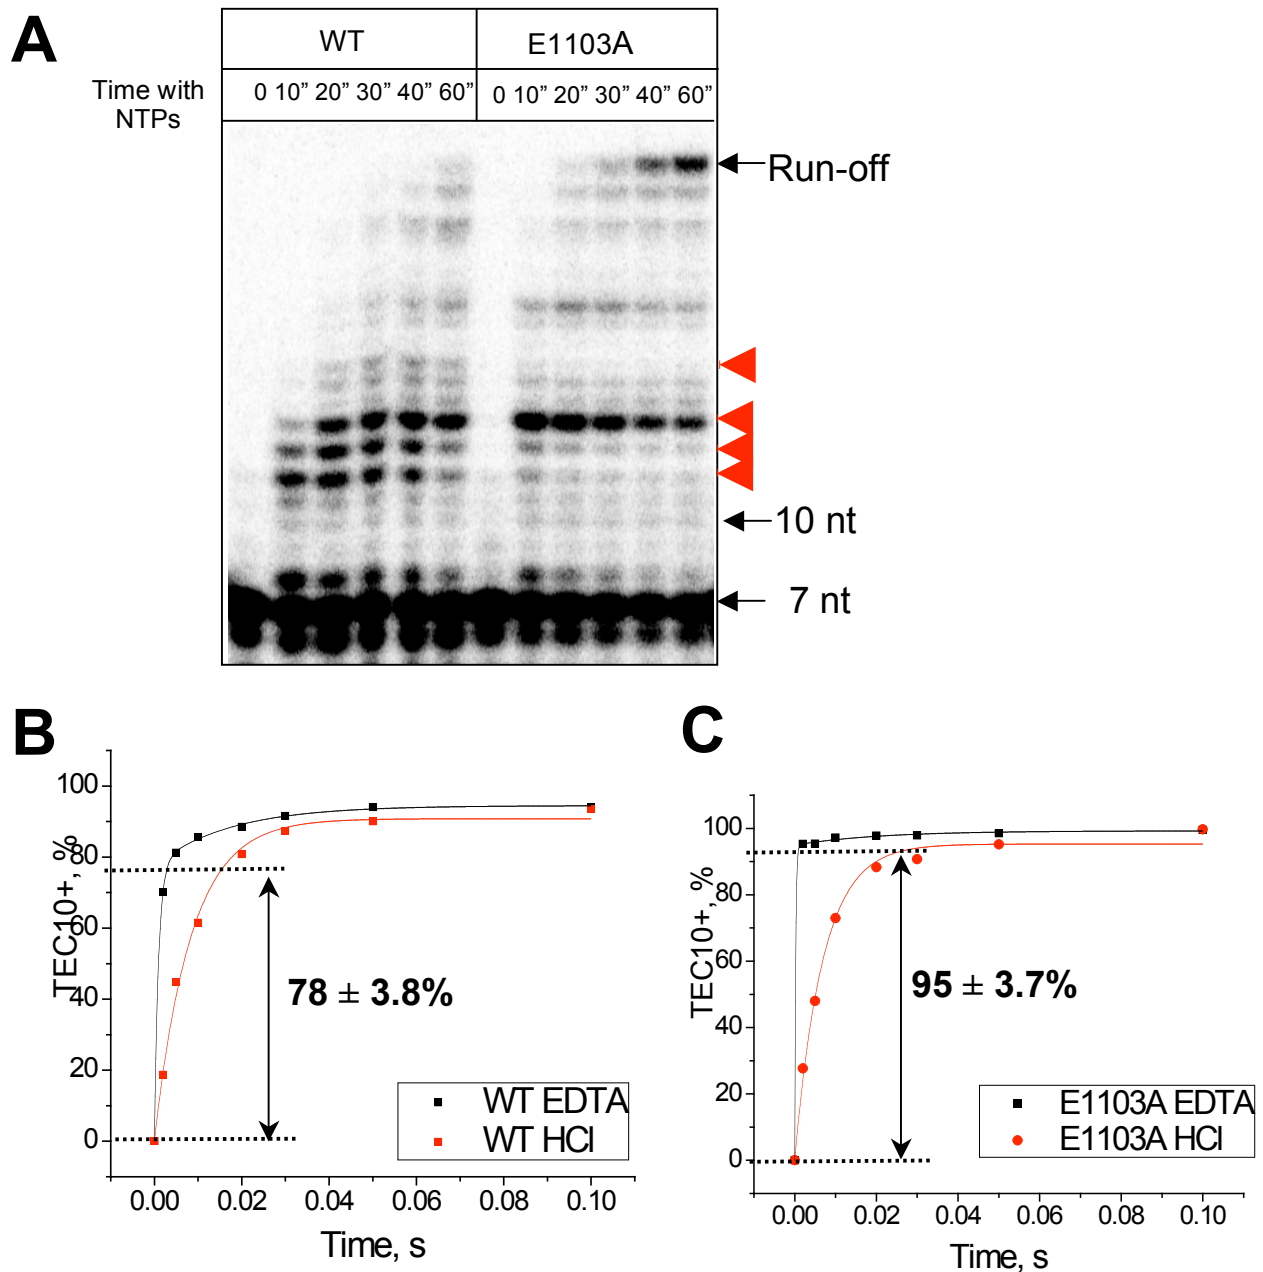 A
WT E1103A
Time with NTPs
0 10” 20” 30” 40” 60” 0 10” 20” 30” 40” 60”
Run-off
10 nt
7 nt
B
TEC10+, %
100
80
60
40
20
0
78 ± 3.8%
WT EDTA
WT HCl
0.00 0.02 0.04 0.06 0.08 0.10
Time, s
C
TEC10+, %
100
80
60
40
20
0
95 ± 3.7%
E1103A EDTA
E1103A HCl
0.00 0.02 0.04 0.06 0.08 0.10
Time, s